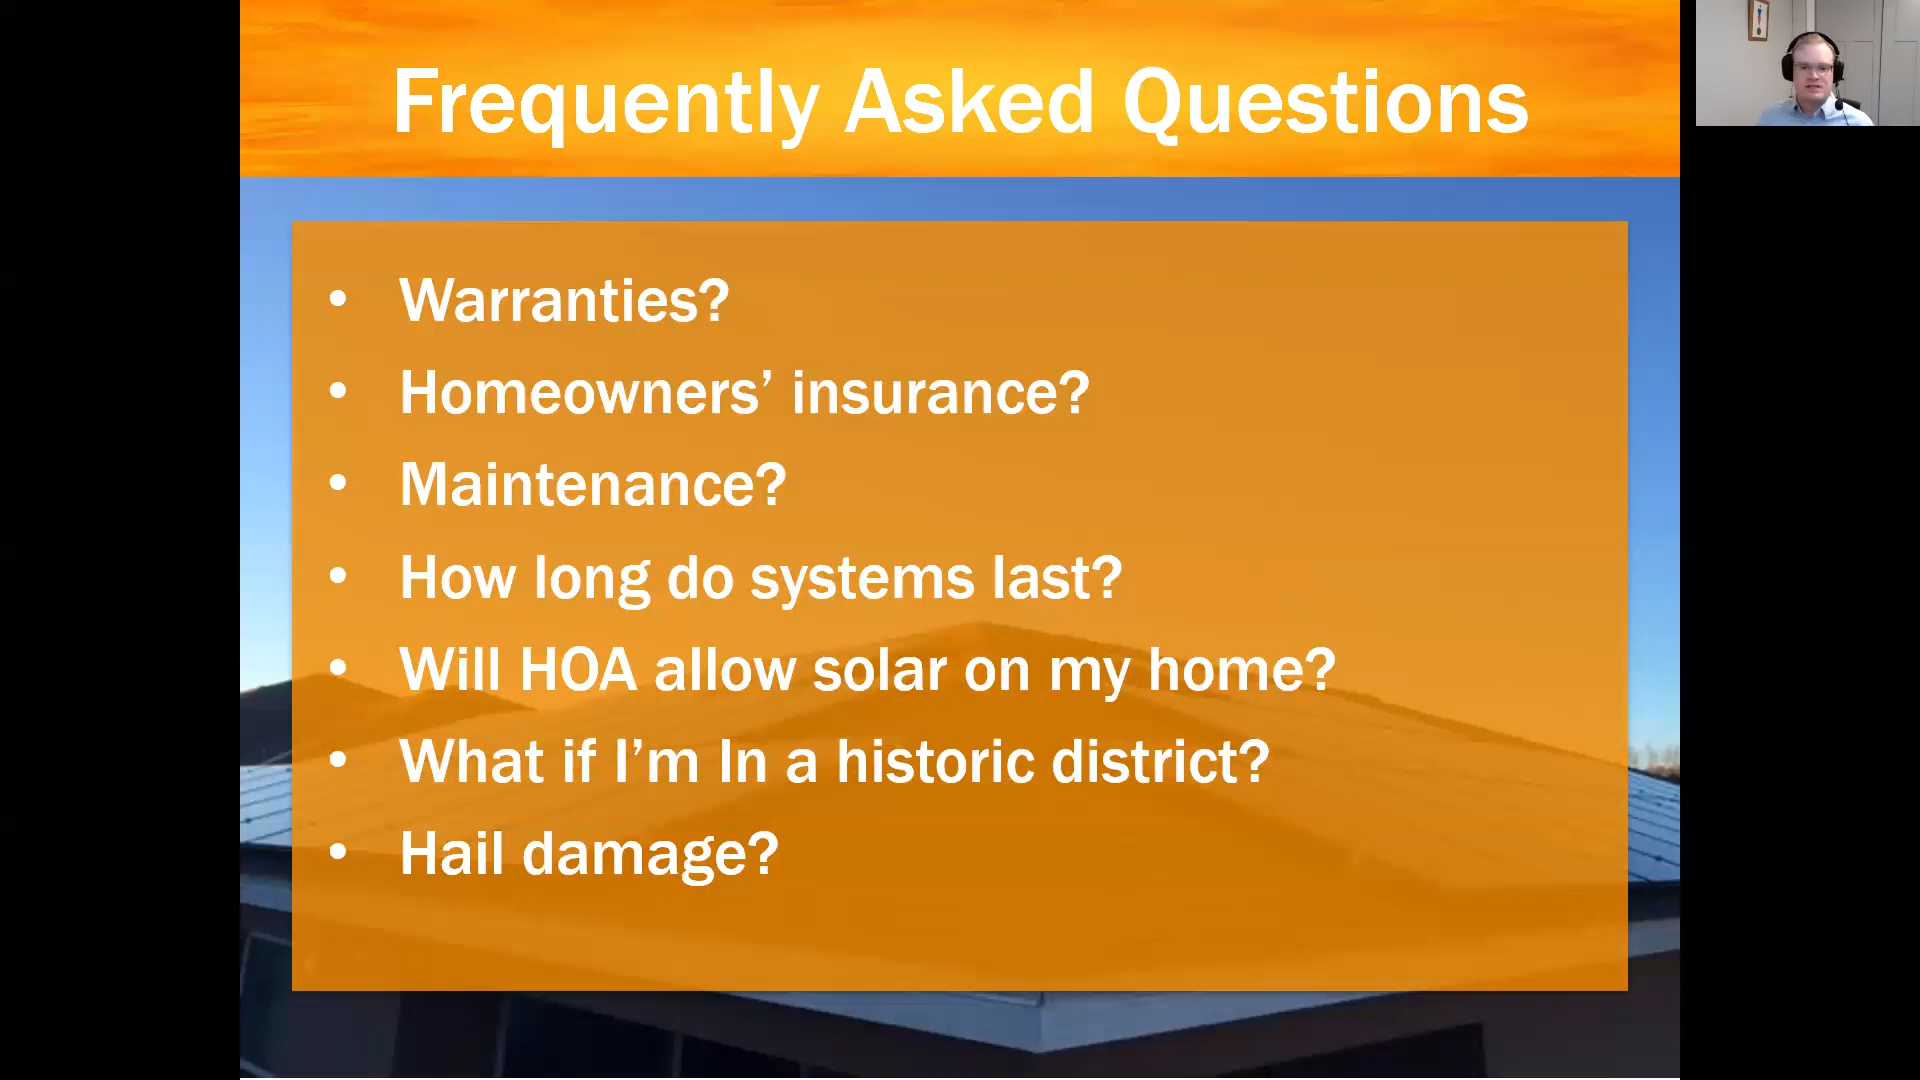 Frequently Asked Questions
• Warranties?
• Homeowners’ insurance?
• Maintenance?
• How long do systems last?
• Will HOA allow solar on my home?
• What if I’m In a historic district?
• Hail damage?